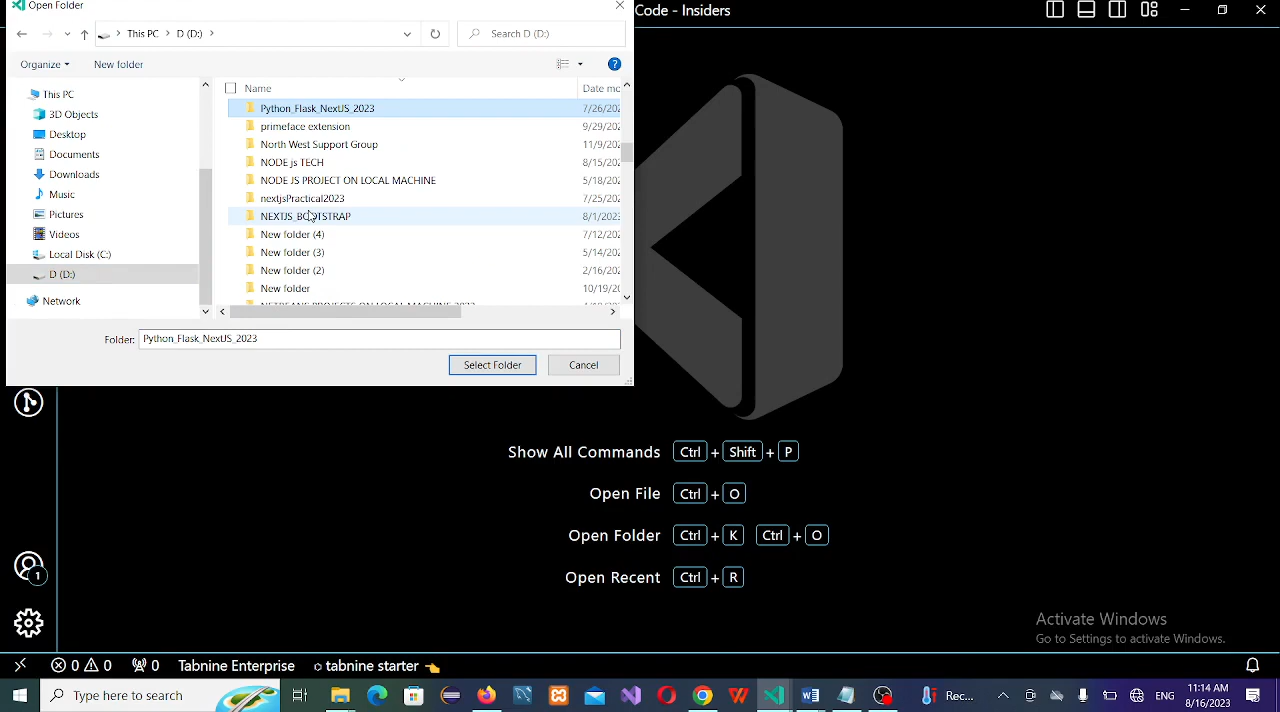 Open Folder
Code - Insiders
This PC > D (D:) >
Search D (D:)
Organize
New folder
This PC
3D Objects
Desktop
Documents
Downloads
Music
Pictures
Videos
Local Disk (C:)
D (D:)
Network
Name
Date mo
Python_Flask_NextUS_2023 7/26/202
primeface extension 9/29/202
North West Support Group 11/9/202
NODE js TECH 8/15/202
NODE JS PROJECT ON LOCAL MACHINE 5/18/202
nextjsPractical2023 7/25/202
NEXTJS_BOOTSTRAP 8/1/2023
New folder (4) 7/12/202
New folder (3) 5/14/202
New folder (2) 2/16/202
New folder 10/19/20
Folder: Python_Flask_NextUS_2023
Select Folder
Cancel
Show All Commands Ctrl + Shift + P
Open File Ctrl + O
Open Folder Ctrl + K Ctrl + O
Open Recent Ctrl + R
1
Activate Windows
Go to Settings to activate Windows.
0 0 0 Tabnine Enterprise tabnine starter
Type here to search
Rec...
ENG
11:14 AM
8/16/2023